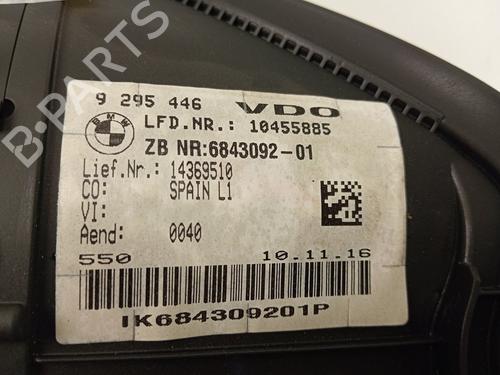 B-PARTS
9 295 446 VDO
BMW
LFD.NR.: 10455885
ZB NR:6843092-01
Lief.Nr.: 14369510
CO: SPAIN L1
VI:
Aend: 0040
550 10.11.16
IK684309201P